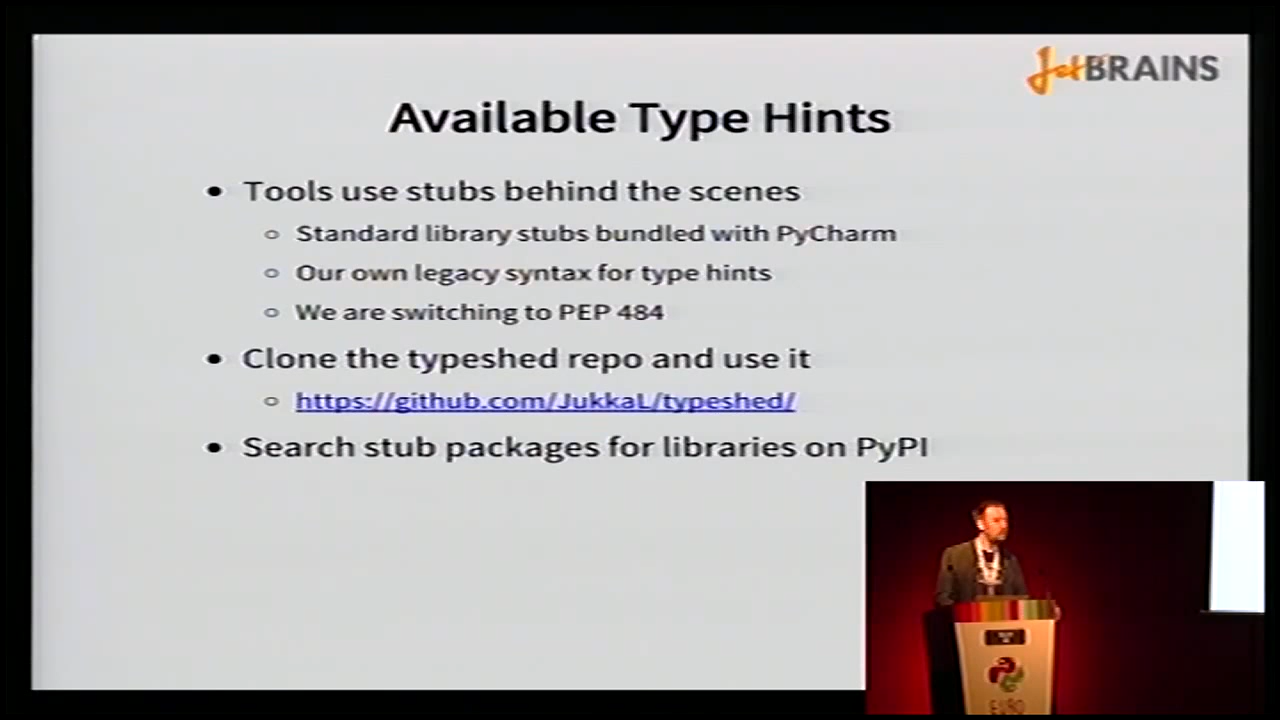 JetBRAINS
Available Type Hints
• Tools use stubs behind the scenes
○ Standard library stubs bundled with PyCharm
○ Our own legacy syntax for type hints
○ We are switching to PEP 484
• Clone the typeshed repo and use it
○ https://github.com/JukkaL/typeshed/
• Search stub packages for libraries on PyPI
EURO